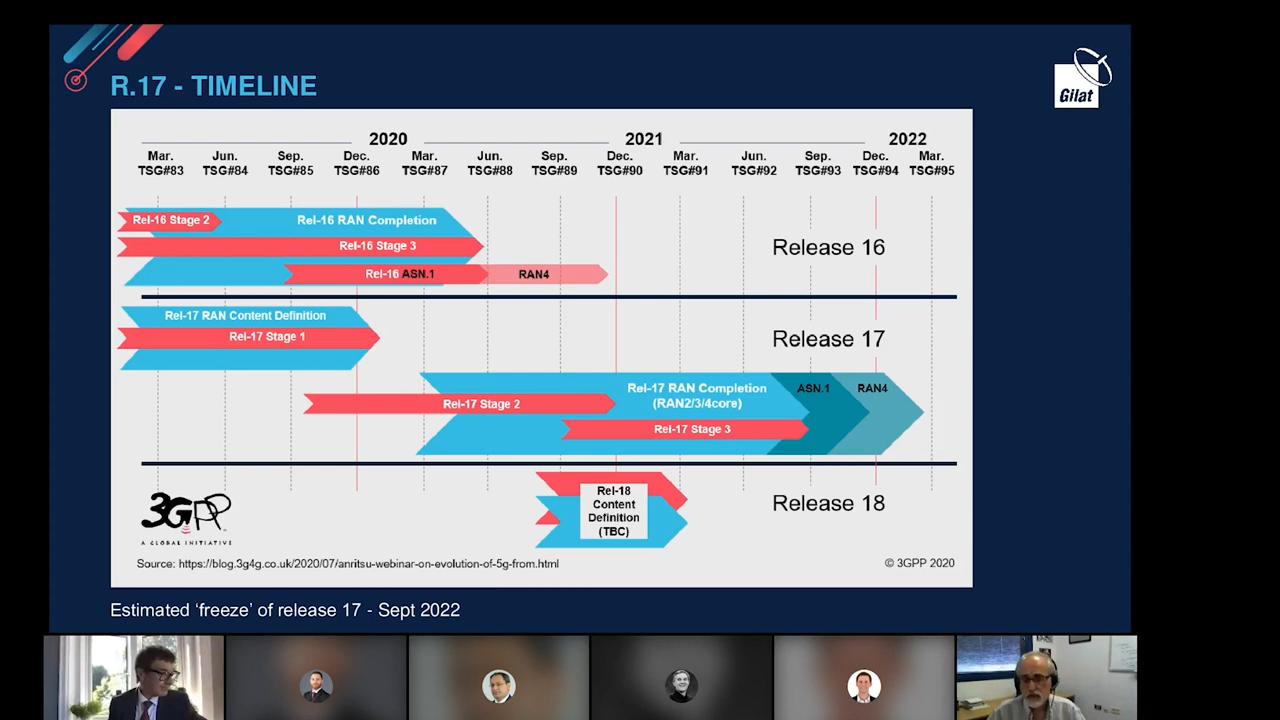 R.17 - TIMELINE
Gilat
2020 2021 2022
Mar. Jun. Sep. Dec. Mar. Jun. Sep. Dec. Mar. Jun. Sep. Dec. Mar.
TSG#83 TSG#84 TSG#85 TSG#86 TSG#87 TSG#88 TSG#89 TSG#90 TSG#91 TSG#92 TSG#93 TSG#94 TSG#95
Rel-16 Stage 2
Rel-16 RAN Completion
Rel-16 Stage 3
Rel-16 ASN.1
RAN4
Release 16
Rel-17 RAN Content Definition
Rel-17 Stage 1
Release 17
Rel-17 RAN Completion
(RAN2/3/4core)
ASN.1
RAN4
Rel-17 Stage 2
Rel-17 Stage 3
Rel-18
Content
Definition
(TBC)
Release 18
3GPP
A GLOBAL INITIATIVE
Source: https://blog.3g4g.co.uk/2020/07/anritsu-webinar-on-evolution-of-5g-from.html
© 3GPP 2020
Estimated ‘freeze’ of release 17 - Sept 2022